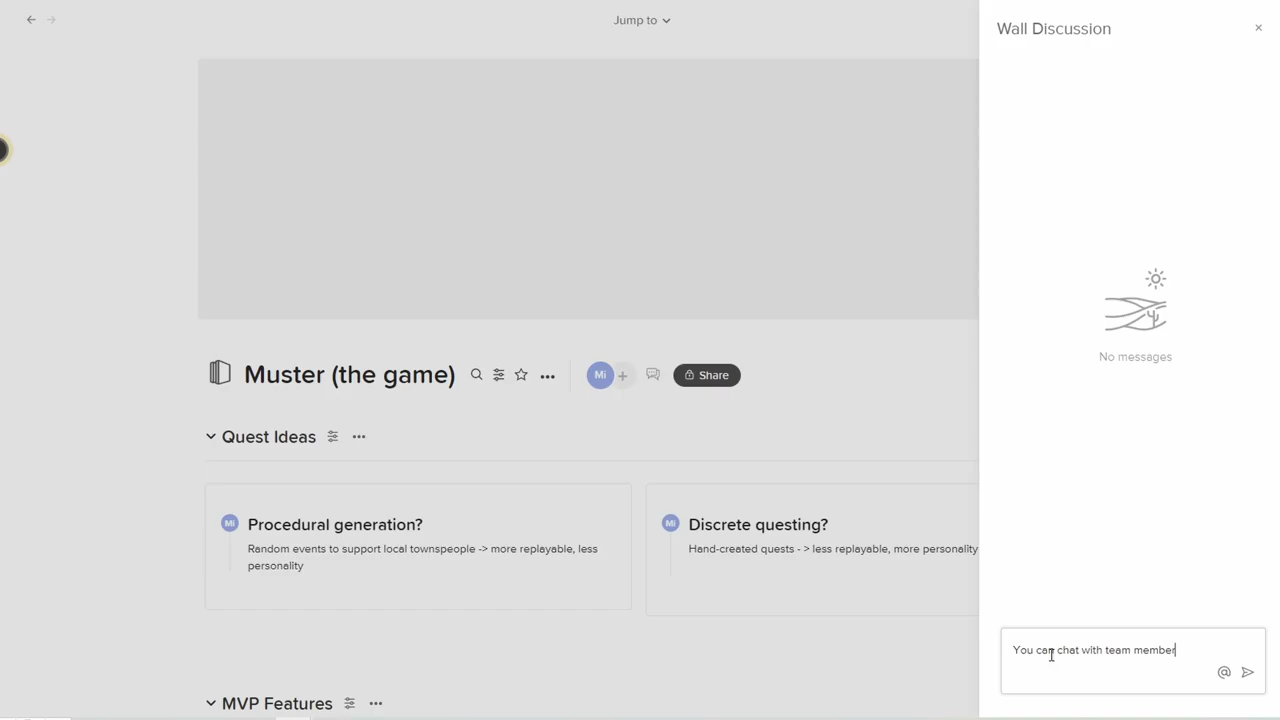 Jump to
Wall Discussion
No messages
Muster (the game)
Mi
Share
Quest Ideas
Mi
Procedural generation?
Random events to support local townspeople -> more replayable, less
personality
Mi
Discrete questing?
Hand-created quests - > less replayable, more personality
You can chat with team member
@
MVP Features